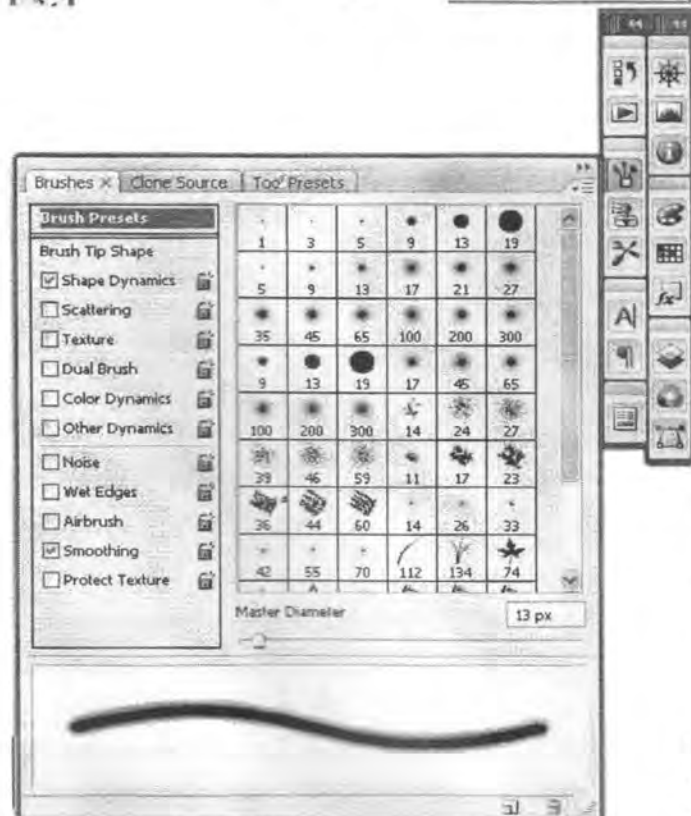 Brushes × Clone Source Tool Presets
Brush Presets
Brush Tip Shape
Shape Dynamics
Scattering
Texture
Dual Brush
Color Dynamics
Other Dynamics
Noise
Wet Edges
Airbrush
Smoothing
Protect Texture
1 3 5 9 13 19
5 9 13 17 21 27
35 45 65 100 200 300
9 13 19 17 45 65
100 200 300 14 24 27
39 46 59 11 17 23
36 44 60 14 26 33
42 55 70 112 134 74
Master Diameter 13 px
A
fx